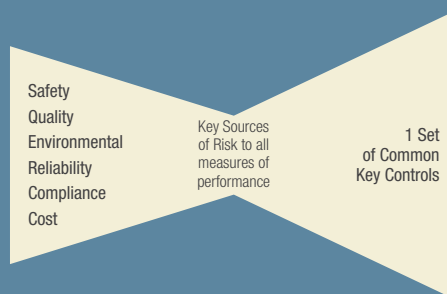 Safety
Quality
Environmental
Reliability
Compliance
Cost
Key Sources
of Risk to all
measures of
performance
1 Set
of Common
Key Controls